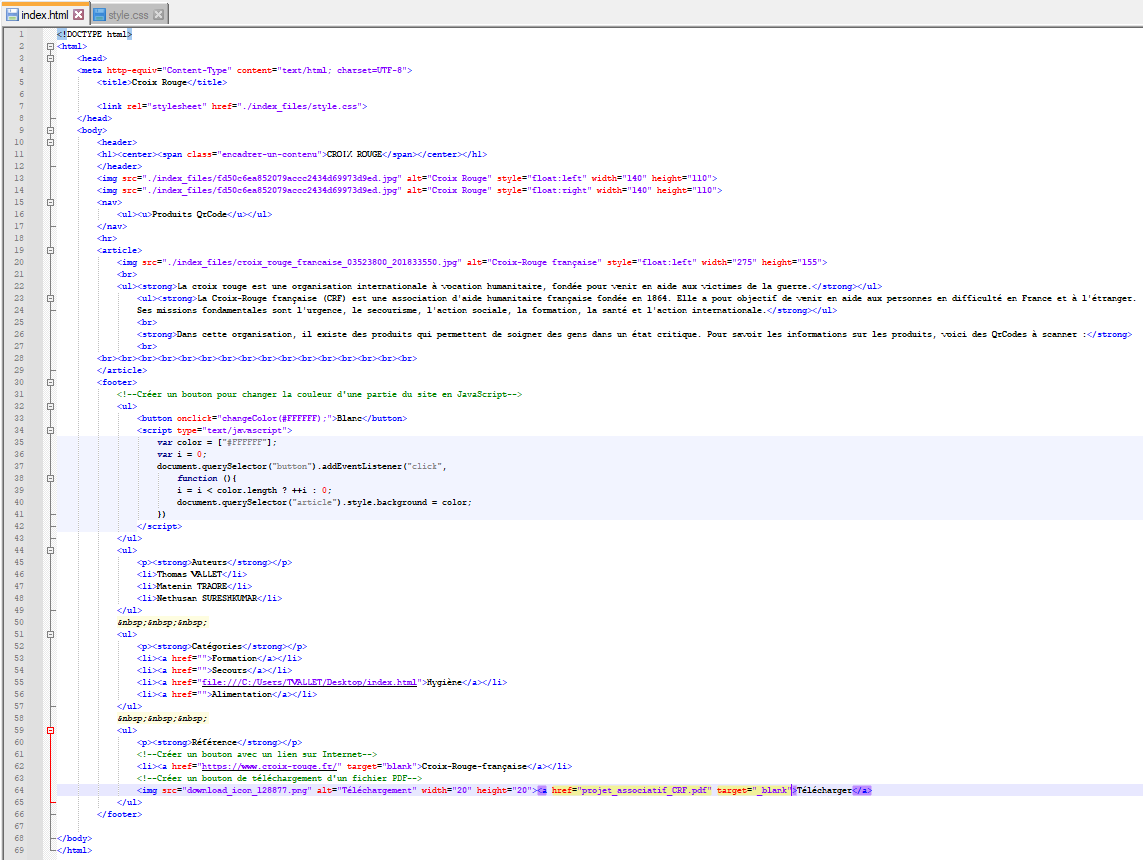 index.html
style.css
1 <!DOCTYPE html>
2 <html>
3 <head>
4 <meta http-equiv="Content-Type" content="text/html; charset=UTF-8">
5 <title>Croix Rouge</title>
6
7 <link rel="stylesheet" href="./index_files/style.css">
8 </head>
9 <body>
10 <header>
11 <h1><center><span class="encadrer-un-contenu">CROIX ROUGE</span></center></h1>
12 </header>
13 <img src="./index_files/fd50c6ea852079accc2434d69973d9ed.jpg" alt="Croix Rouge" style="float:left" width="140" height="110">
14 <img src="./index_files/fd50c6ea852079accc2434d69973d9ed.jpg" alt="Croix Rouge" style="float:right" width="140" height="110">
15 <nav>
16 <ul><u>Produits QrCode</u></ul>
17 </nav>
18 <hr>
19 <article>
20 <img src="./index_files/croix_rouge_francaise_03523800_201833550.jpg" alt="Croix-Rouge française" style="float:left" width="275" height="155">
21 <br>
22 <ul><strong>La croix rouge est une organisation internationale à vocation humanitaire, fondée pour venir en aide aux victimes de la guerre.</strong></ul>
23 <ul><strong>La Croix-Rouge française (CRF) est une association d'aide humanitaire française fondée en 1864. Elle a pour objectif de venir en aide aux personnes en difficulté en France et à l'étranger.
24 Ses missions fondamentales sont l'urgence, le secourisme, l'action sociale, la formation, la santé et l'action internationale.</strong></ul>
25 <br>
26 <strong>Dans cette organisation, il existe des produits qui permettent de soigner des gens dans un état critique. Pour savoir les informations sur les produits, voici des QrCodes à scanner :</strong>
27 <br>
28 <br><br><br><br><br><br><br><br><br><br><br><br><br><br><br><br>
29 </article>
30 <footer>
31 <!--Créer un bouton pour changer la couleur d'une partie du site en JavaScript-->
32 <ul>
33 <button onclick="changeColor(#FFFFFF);">Blanc</button>
34 <script type="text/javascript">
35 var color = ["#FFFFFF"];
36 var i = 0;
37 document.querySelector("button").addEventListener("click",
38 function (){
39 i = i < color.length ? ++i : 0;
40 document.querySelector("article").style.background = color;
41 })
42 </script>
43 </ul>
44 <ul>
45 <p><strong>Auteurs</strong></p>
46 <li>Thomas VALLET</li>
47 <li>Matenin TRAORE</li>
48 <li>Nethusan SURESHKUMAR</li>
49 </ul>
50 &nbsp;&nbsp;&nbsp;
51 <ul>
52 <p><strong>Catégories</strong></p>
53 <li><a href="">Formation</a></li>
54 <li><a href="">Secours</a></li>
55 <li><a href="file:///C:/Users/TVALLET/Desktop/index.html">Hygiène</a></li>
56 <li><a href="">Alimentation</a></li>
57 </ul>
58 &nbsp;&nbsp;&nbsp;
59 <ul>
60 <p><strong>Référence</strong></p>
61 <!--Créer un bouton avec un lien sur Internet-->
62 <li><a href="https://www.croix-rouge.fr/" target="blank">Croix-Rouge-française</a></li>
63 <!--Créer un bouton de téléchargement d'un fichier PDF-->
64 <img src="download_icon_128877.png" alt="Téléchargement" width="20" height="20"><a href="projet_associatif_CRF.pdf" target="_blank">Télécharger</a>
65 </ul>
66 </footer>
67
68 </body>
69 </html>